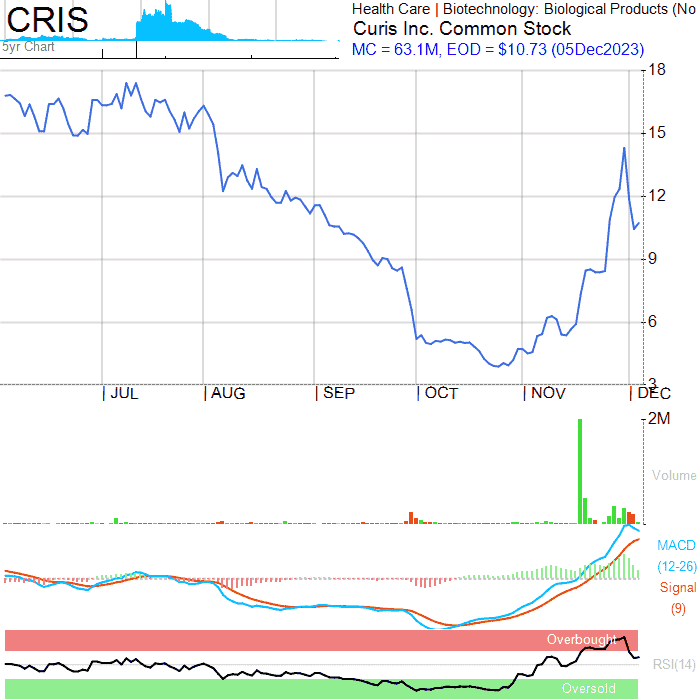 CRIS
5yr Chart
Health Care | Biotechnology: Biological Products (No
Curis Inc. Common Stock
MC = 63.1M, EOD = $10.73 (05Dec2023)
18
15
12
9
6
3
| JUL | AUG | SEP | OCT | NOV | DEC
2M
Volume
MACD
(12-26)
Signal
(9)
Overbought
RSI(14)
Oversold